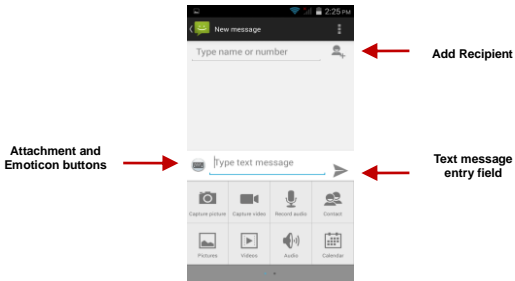 2:25 PM
New message
Type name or number
Add Recipient
Attachment and
Emoticon buttons
Type text message
Text message
entry field
Capture picture
Capture video
Record audio
Contact
Pictures
Videos
Audio
Calendar